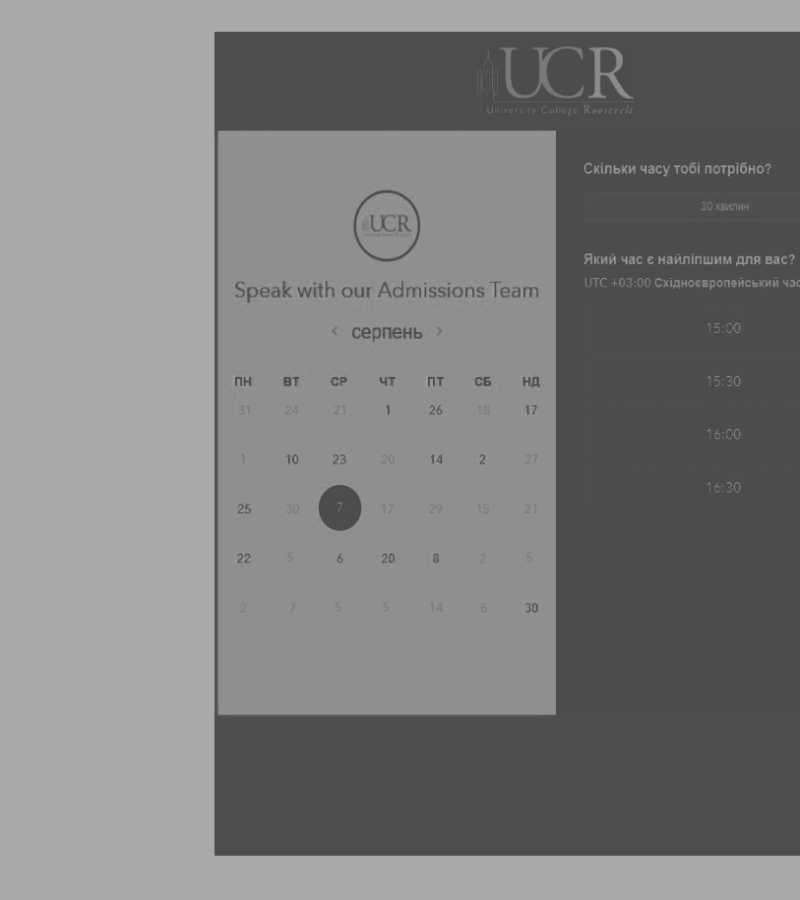 UCR
University College Roosevelt
UCR
Speak with our Admissions Team
< серпень >
ПН ВТ СР ЧТ ПТ СБ НД
31 24 21 1 26 18 17
1 10 23 20 14 2 27
25 30 7 17 29 15 21
22 5 6 20 8 2 5
2 7 5 5 14 6 30
Скільки часу тобі потрібно?
30 хвилин
Який час є найліпшим для вас?
UTC +03:00 Східноєвропейський час
15:00
15:30
16:00
16:30